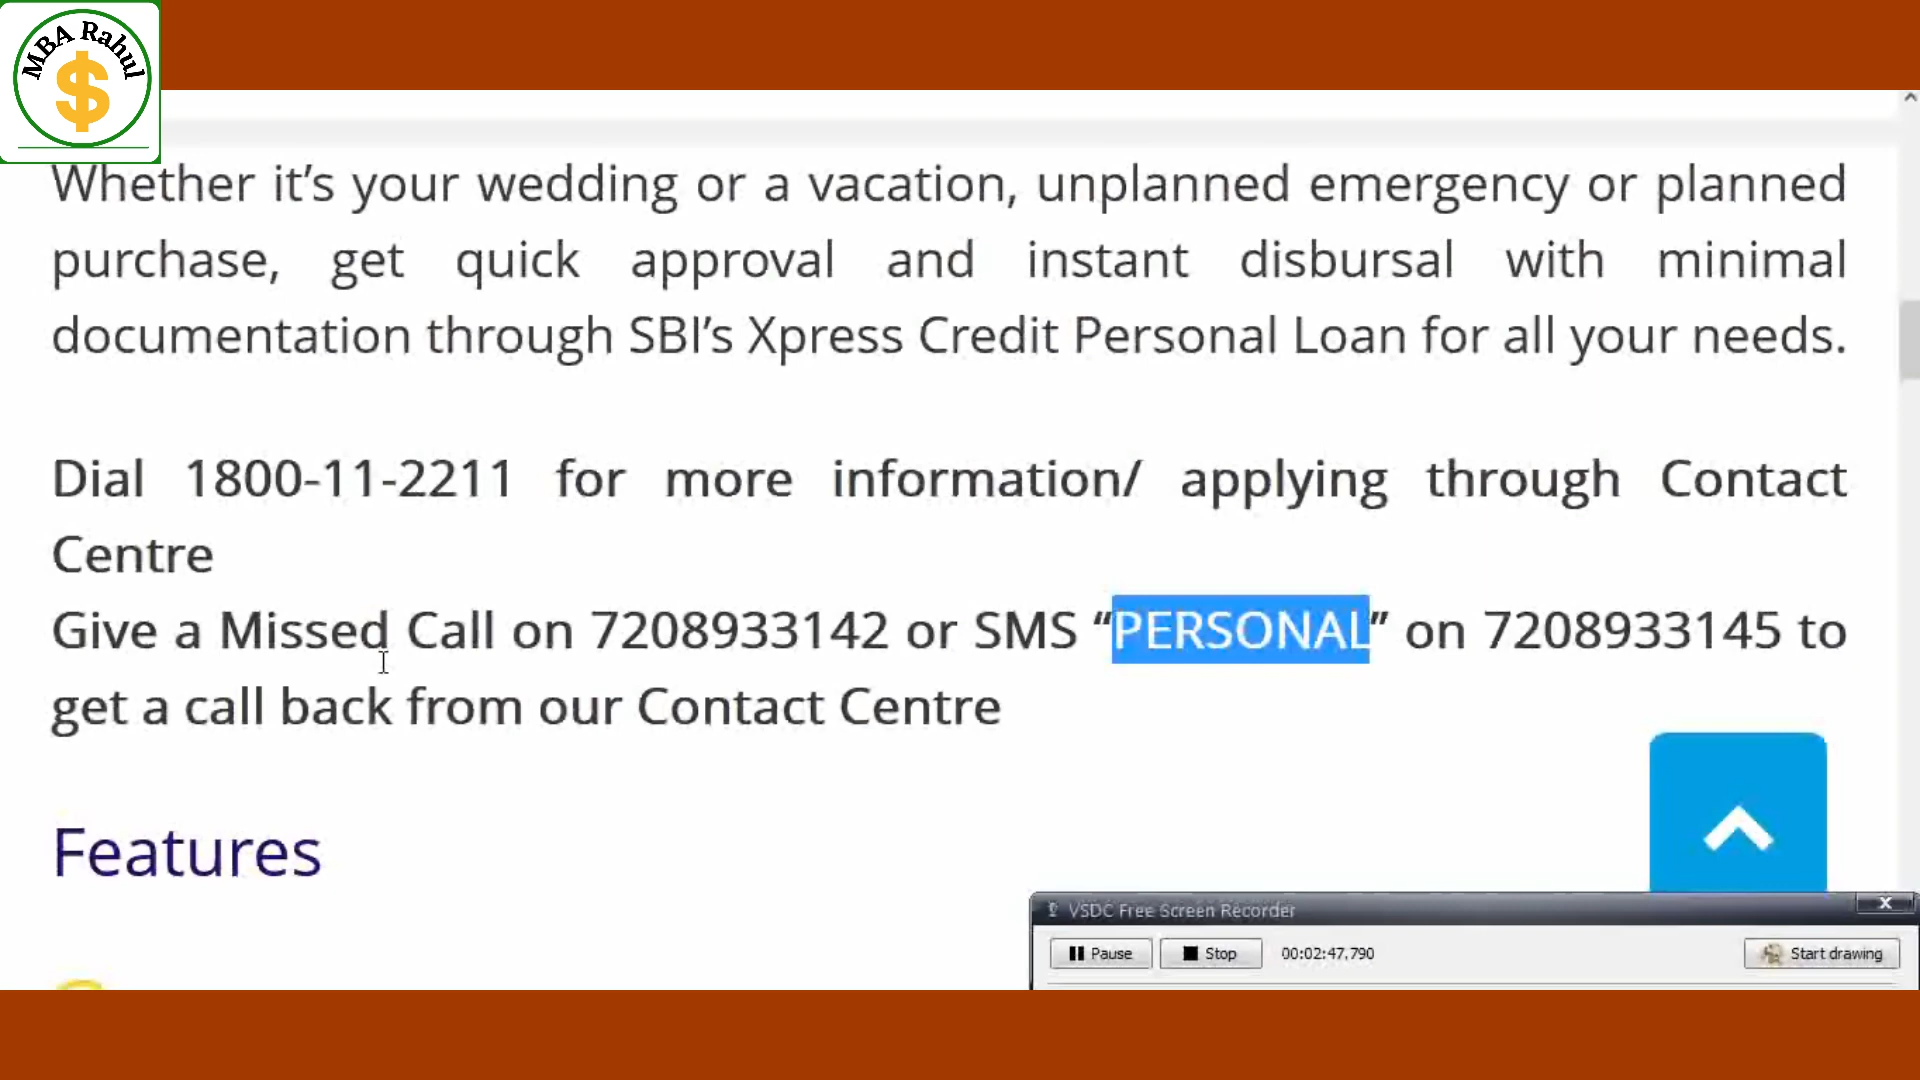 MBA Rahul
$
Whether it’s your wedding or a vacation, unplanned emergency or planned
purchase, get quick approval and instant disbursal with minimal
documentation through SBI’s Xpress Credit Personal Loan for all your needs.
Dial 1800-11-2211 for more information/ applying through Contact
Centre
Give a Missed Call on 7208933142 or SMS “PERSONAL” on 7208933145 to
get a call back from our Contact Centre
Features
VSDC Free Screen Recorder
Pause Stop 00:02:47,790 Start drawing